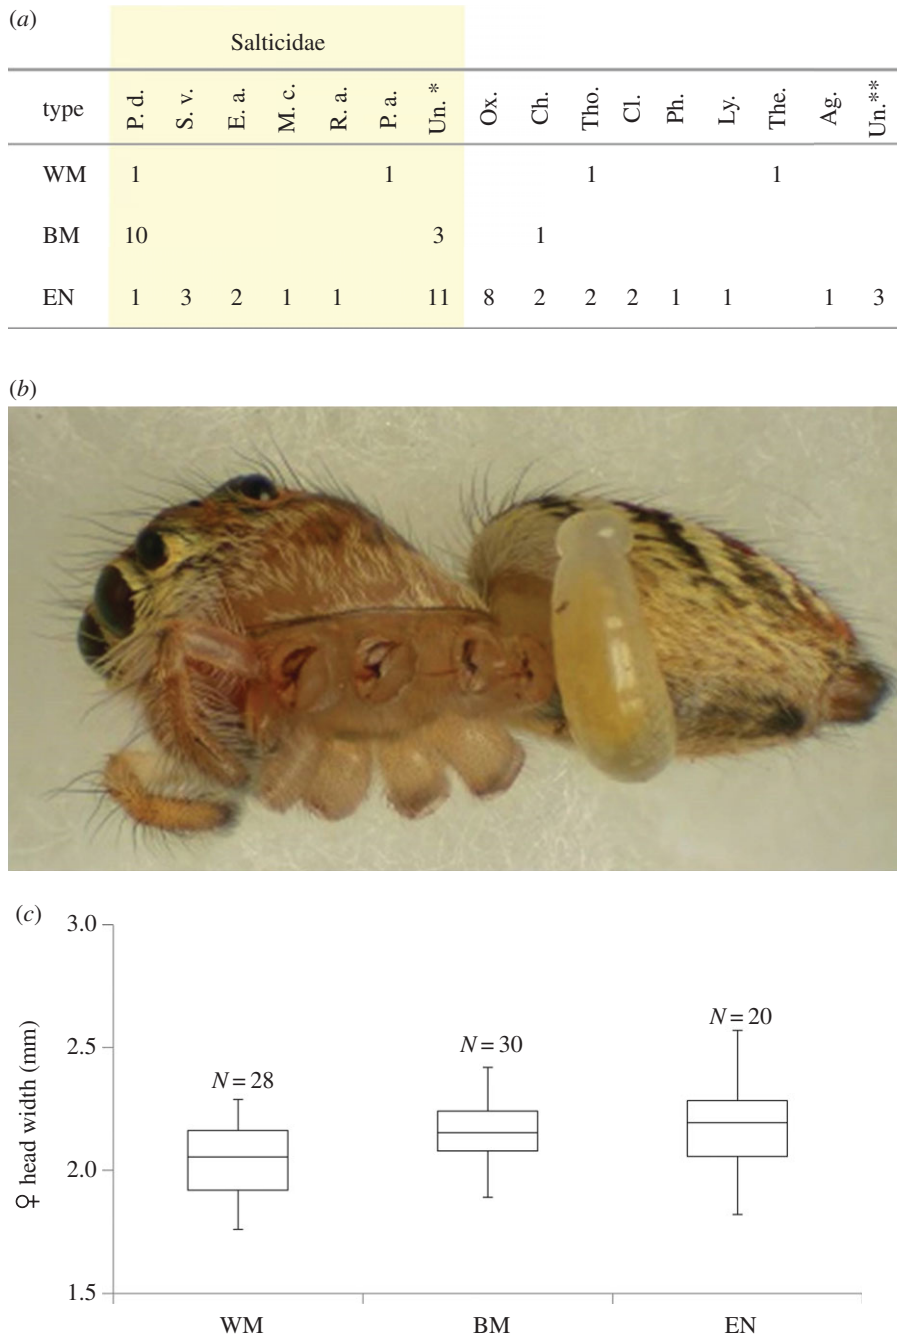 (a)
Salticidae
type P. d. S. v. E. a. M. c. R. a. P. a. Un. * Ox. Ch. Tho. Cl. Ph. Ly. The. Ag. Un.**
WM 1 1 1 1
BM 10 3 1
EN 1 3 2 1 1 11 8 2 2 2 1 1 1 3
(b)
(c)
3.0
2.5
2.0
1.5
♀ head width (mm)
N = 28
N = 30
N = 20
WM BM EN